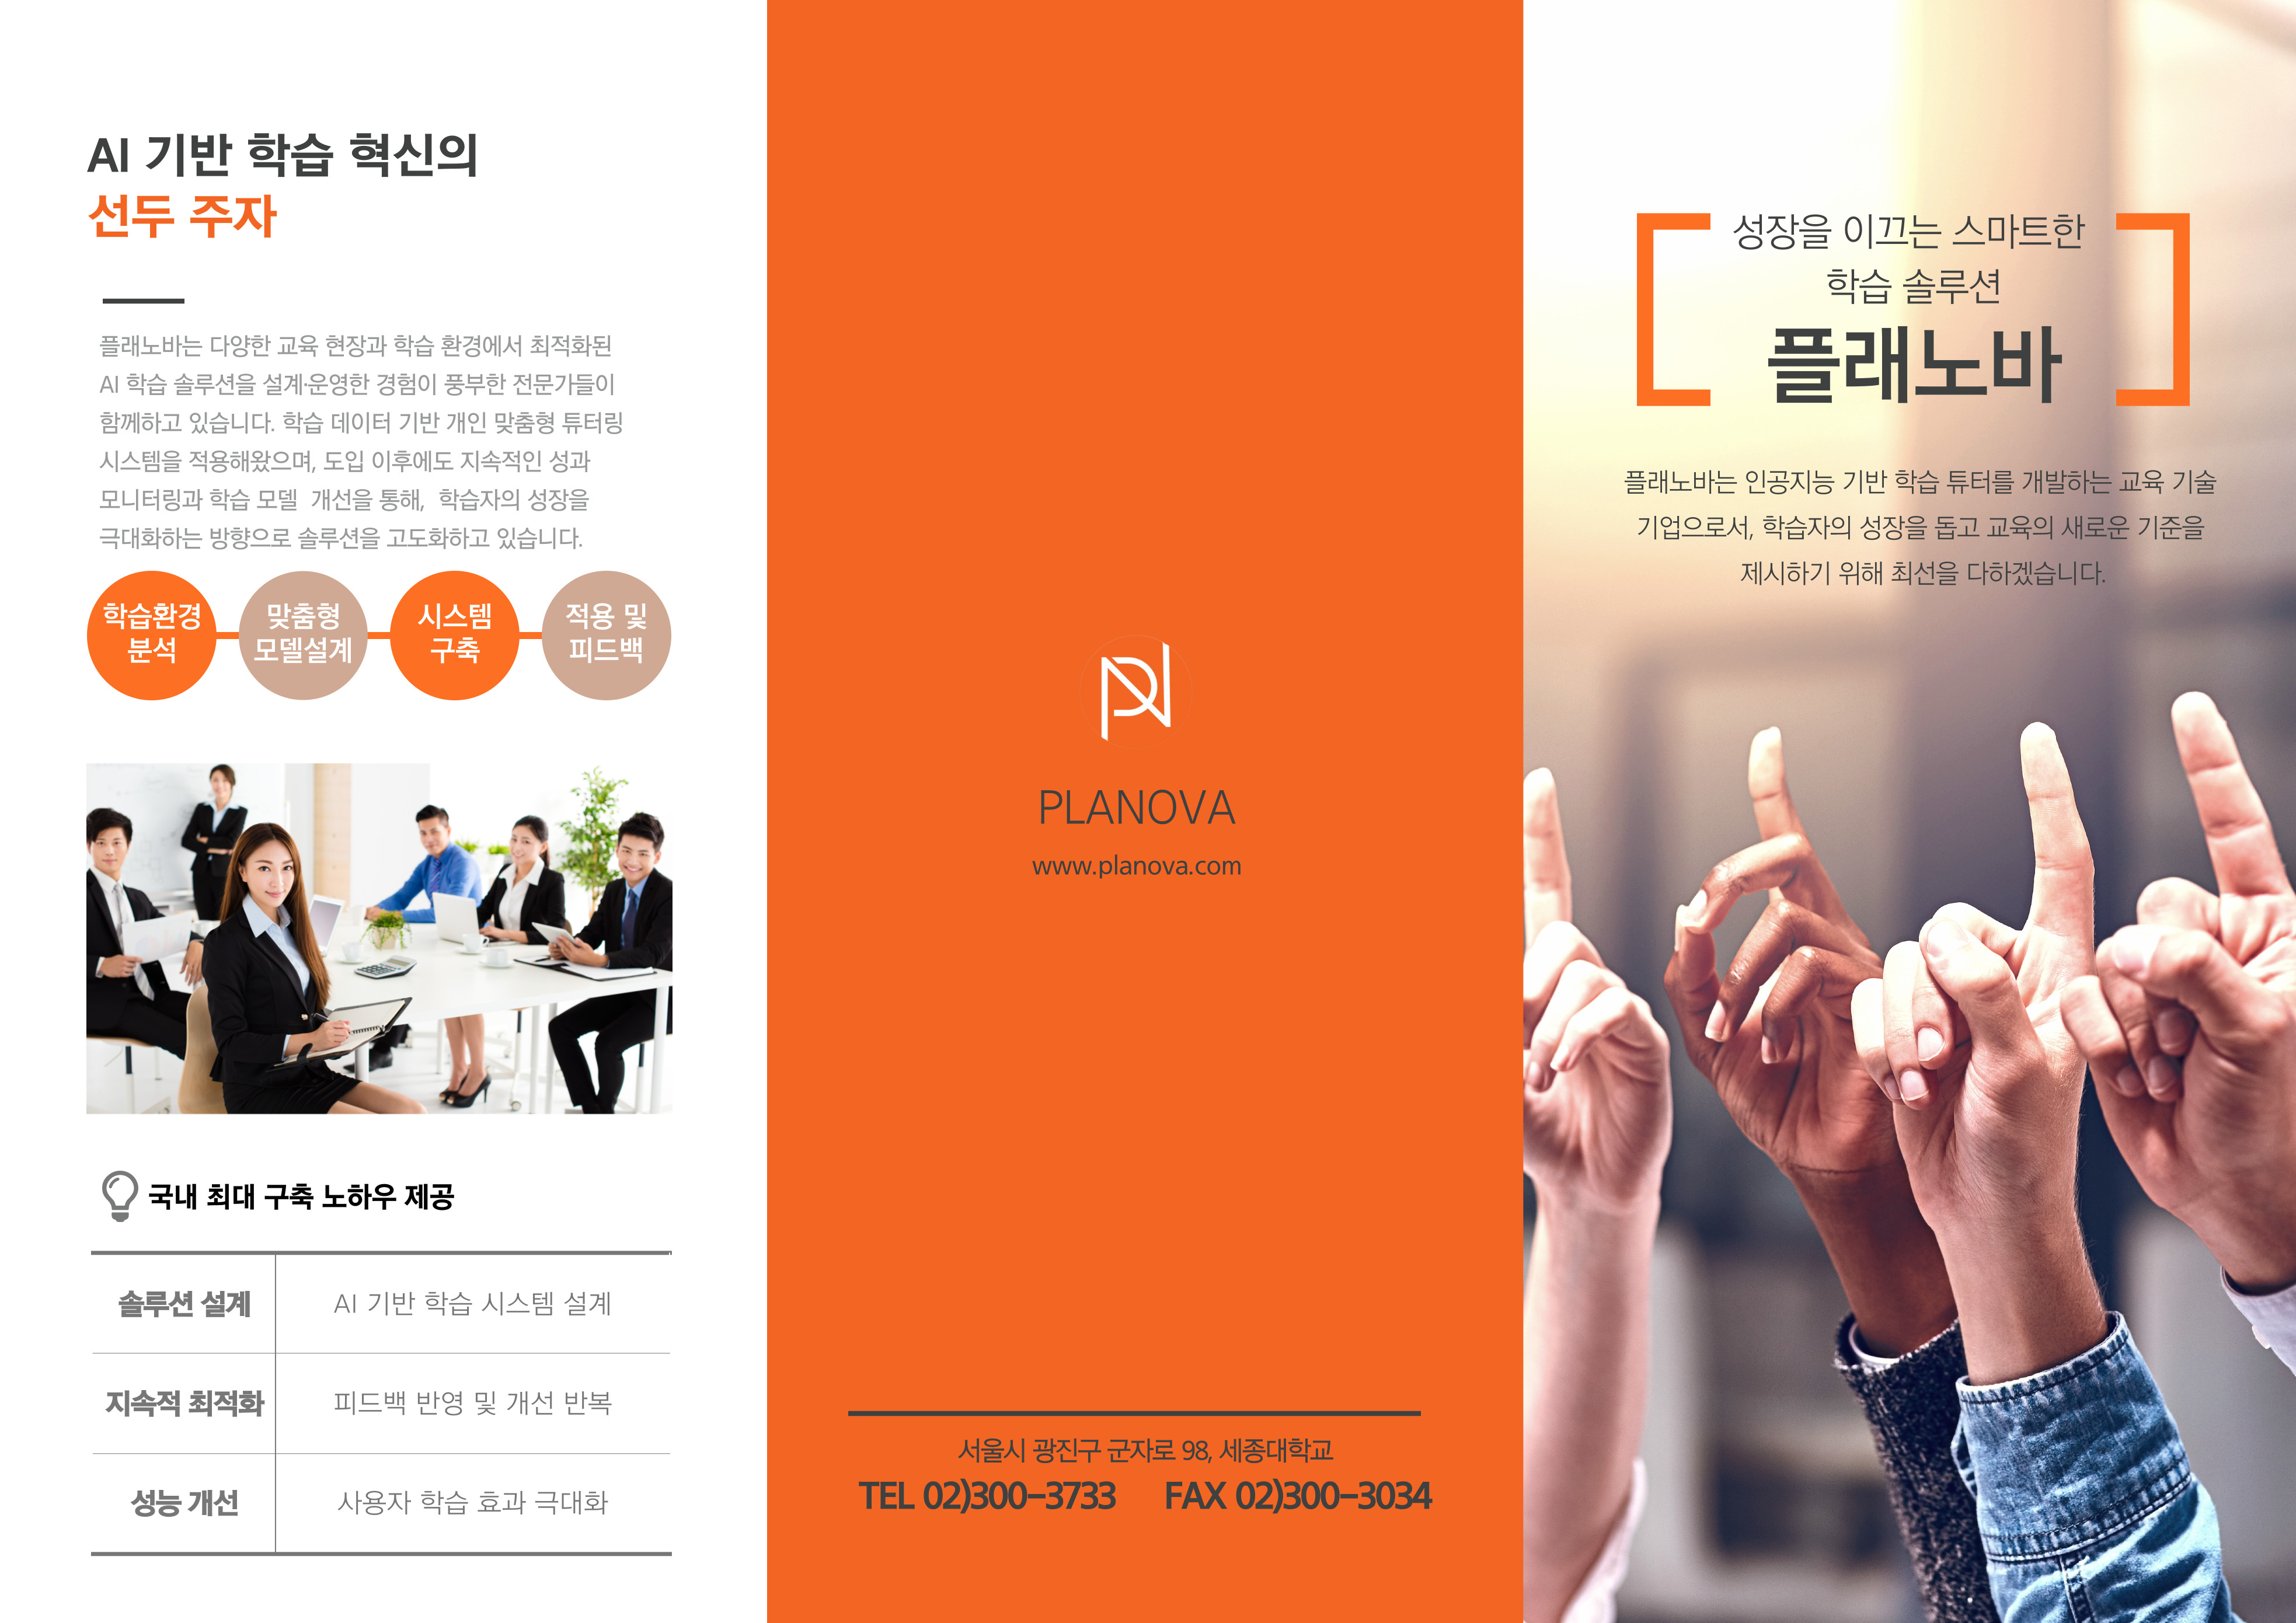 AI 기반 학습 혁신의
선두 주자
플래노바는 다양한 교육 현장과 학습 환경에서 최적화된
AI 학습 솔루션을 설계·운영한 경험이 풍부한 전문가들이
함께하고 있습니다. 학습 데이터 기반 개인 맞춤형 튜터링
시스템을 적용해왔으며, 도입 이후에도 지속적인 성과
모니터링과 학습 모델 개선을 통해, 학습자의 성장을
극대화하는 방향으로 솔루션을 고도화하고 있습니다.
학습환경
분석
맞춤형
모델설계
시스템
구축
적용 및
피드백
국내 최대 구축 노하우 제공
솔루션 설계
AI 기반 학습 시스템 설계
지속적 최적화
피드백 반영 및 개선 반복
성능 개선
사용자 학습 효과 극대화
PLANOVA
www.planova.com
서울시 광진구 군자로 98, 세종대학교
TEL 02)300-3733 FAX 02)300-3034
성장을 이끄는 스마트한
학습 솔루션
플래노바
플래노바는 인공지능 기반 학습 튜터를 개발하는 교육 기술
기업으로서, 학습자의 성장을 돕고 교육의 새로운 기준을
제시하기 위해 최선을 다하겠습니다.